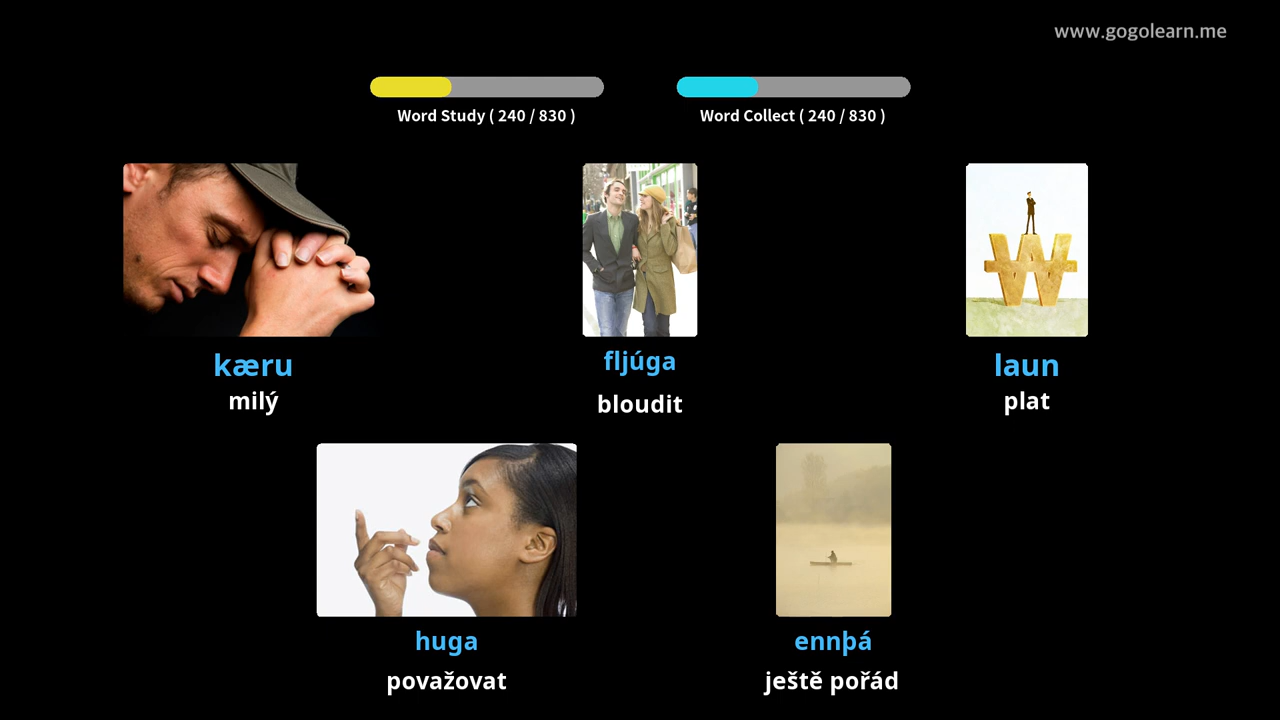 www.gogolearn.me
Word Study ( 240 / 830 )
Word Collect ( 240 / 830 )
kæru
milý
fljúga
bloudit
laun
plat
huga
považovat
ennþá
ještě pořád